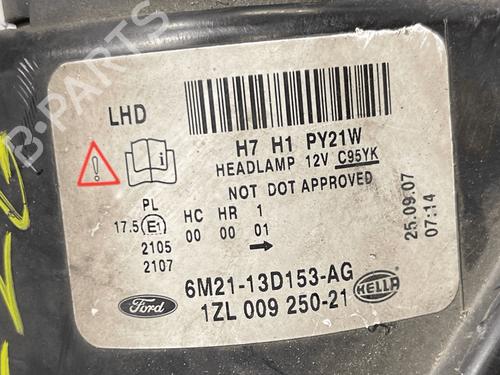 LHD
H7 H1 PY21W
HEADLAMP 12V C95YK
NOT DOT APPROVED
PL
17.5 E1 HC HR 1
2105 00 00 01
2107
25.09.07
07:14
6M21-13D153-AG
1ZL 009 250-21
Ford
HELLA
B-PARTS